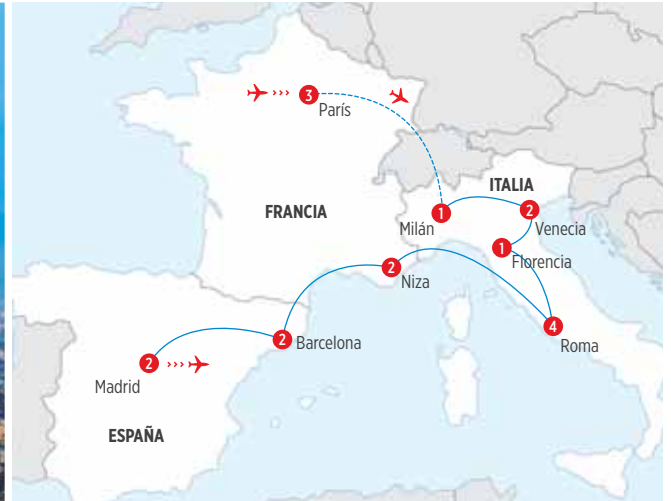 3
París
ITALIA
FRANCIA
1
Milán
2
Venecia
1
Florencia
2
Niza
4
Roma
2
Barcelona
2
Madrid
ESPAÑA